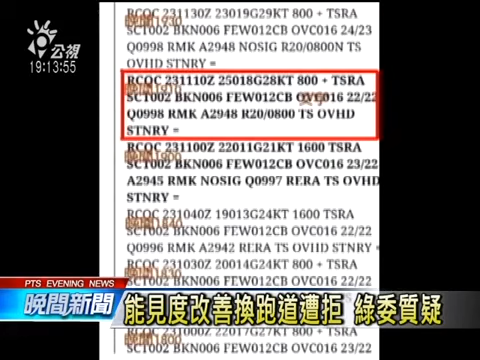 RCQC 231130Z 23019G29KT 800 + TSRA
SCT002 BKN006 FEW012CB OVC016 24/23
Q0998 RMK A2948 NOSIG R20/0800N TS
OVHD STNRY =
RCQC 231110Z 25018G28KT 800 + TSRA
SCT002 BKN006 FEW012CB OVC016 22/22
Q0998 RMK A2948 R20/0800 TS OVHD
STNRY =
RCQC 231100Z 22011G21KT 1600 TSRA
SCT002 BKN006 FEW012CB OVC016 23/22
A2945 RMK NOSIG Q0997 RERA TS OVHD
STNRY =
RCQC 231040Z 19013G24KT 1600 TSRA
SCT002 BKN006 FEW012CB OVC016 22/22
Q0996 RMK A2942 RERA TS OVHD STNRY =
RCQC 231030Z 20014G24KT 800 + TSRA
SCT002 BKN006 FEW012CB OVC016
RCQC 231000Z 22017G27KT 800 + TSRA
公視
19:13:55
PTS EVENING NEWS
晚間新聞
能見度改善換跑道遭拒 綠委質疑